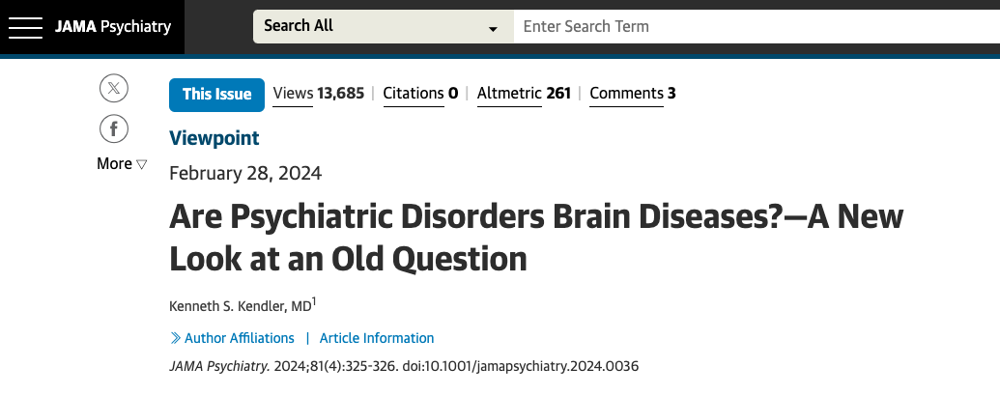 JAMA Psychiatry
Search All
Enter Search Term
This Issue Views 13,685 | Citations 0 | Altmetric 261 | Comments 3
Viewpoint
More
February 28, 2024
Are Psychiatric Disorders Brain Diseases?—A New
Look at an Old Question
Kenneth S. Kendler, MD1
Author Affiliations | Article Information
JAMA Psychiatry. 2024;81(4):325-326. doi:10.1001/jamapsychiatry.2024.0036